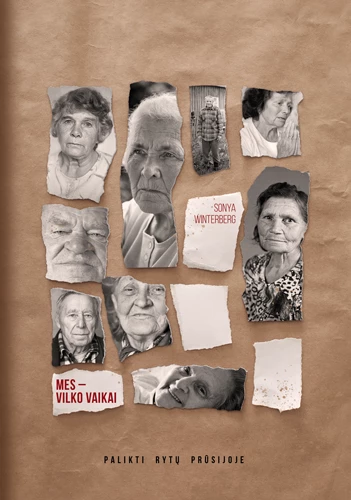 SONYA
WINTERBERG
MES –
VILKO VAIKAI
PALIKTI RYTŲ PRŪSIJOJE